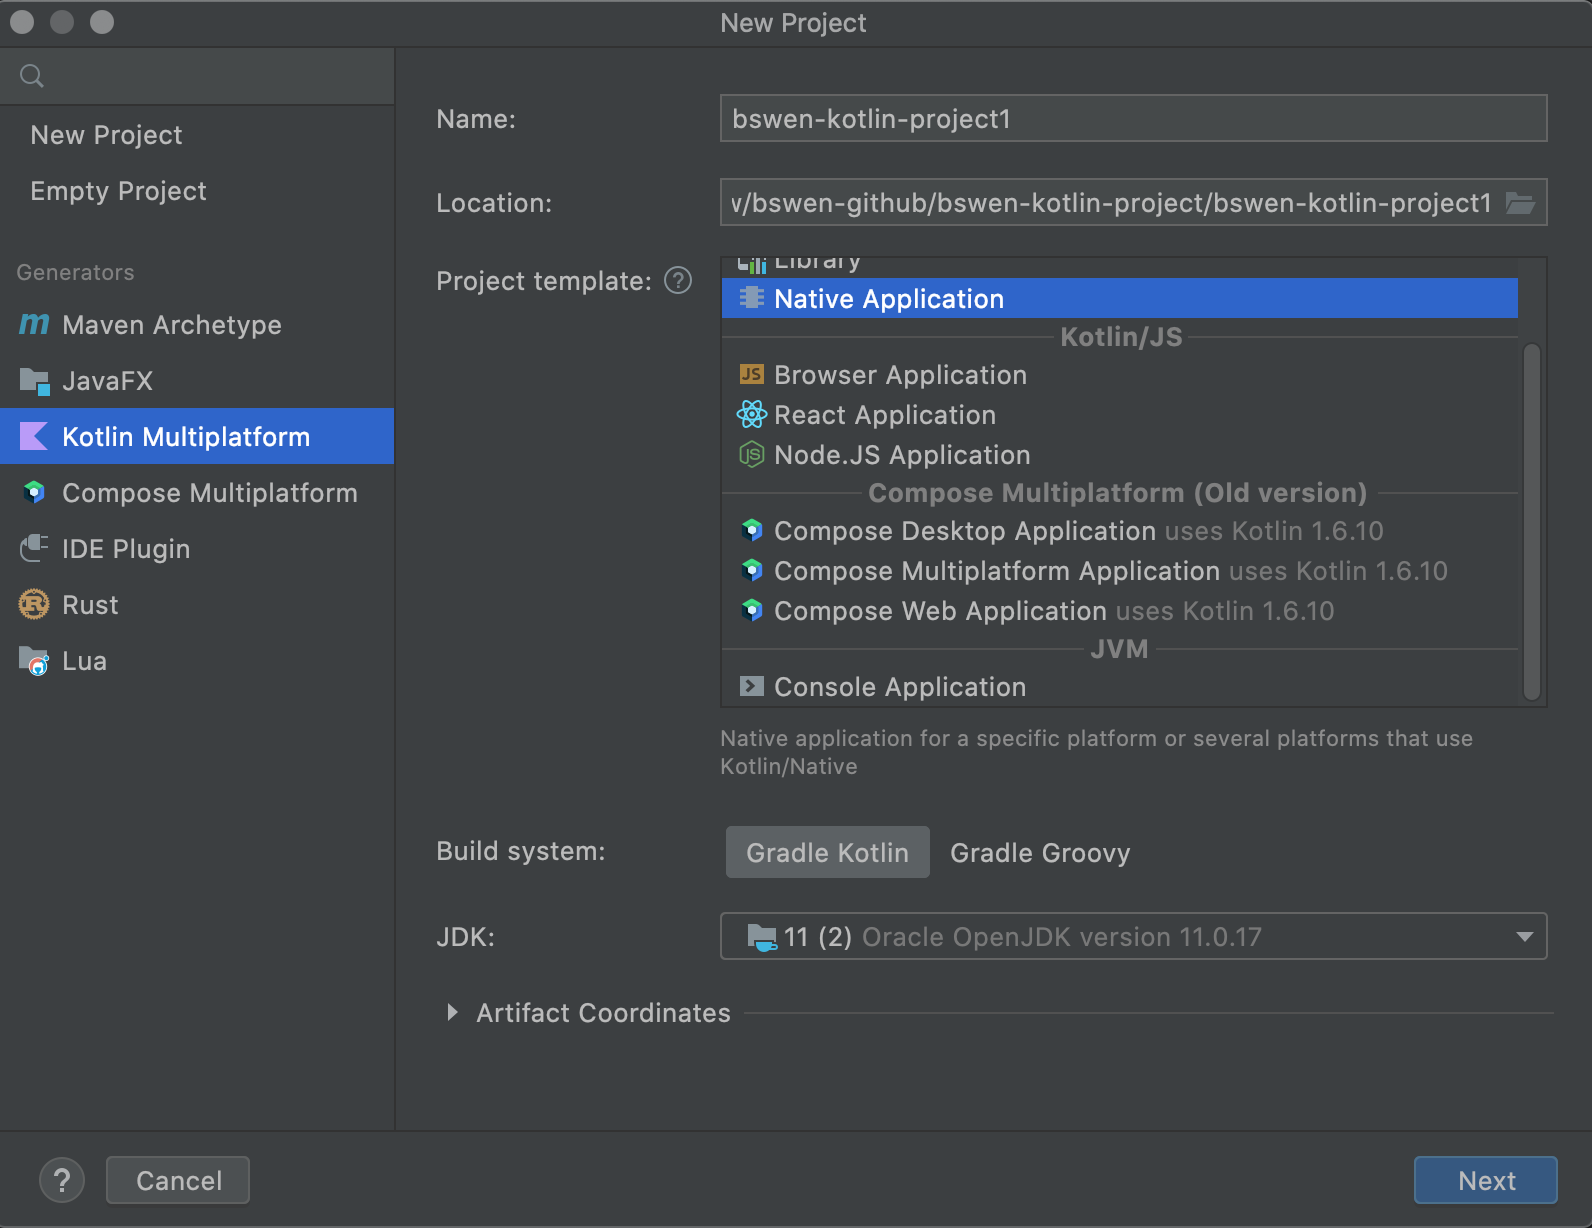 New Project
New Project
Empty Project
Generators
Maven Archetype
JavaFX
Kotlin Multiplatform
Compose Multiplatform
IDE Plugin
Rust
Lua
Name:
bswen-kotlin-project1
Location:
/bswen-github/bswen-kotlin-project/bswen-kotlin-project1
Project template: ?
Library
Native Application
Kotlin/JS
JS Browser Application
React Application
JS Node.JS Application
Compose Multiplatform (Old version)
Compose Desktop Application uses Kotlin 1.6.10
Compose Multiplatform Application uses Kotlin 1.6.10
Compose Web Application uses Kotlin 1.6.10
JVM
Console Application
Native application for a specific platform or several platforms that use
Kotlin/Native
Build system:
Gradle Kotlin Gradle Groovy
JDK:
11 (2) Oracle OpenJDK version 11.0.17
Artifact Coordinates
? Cancel
Next